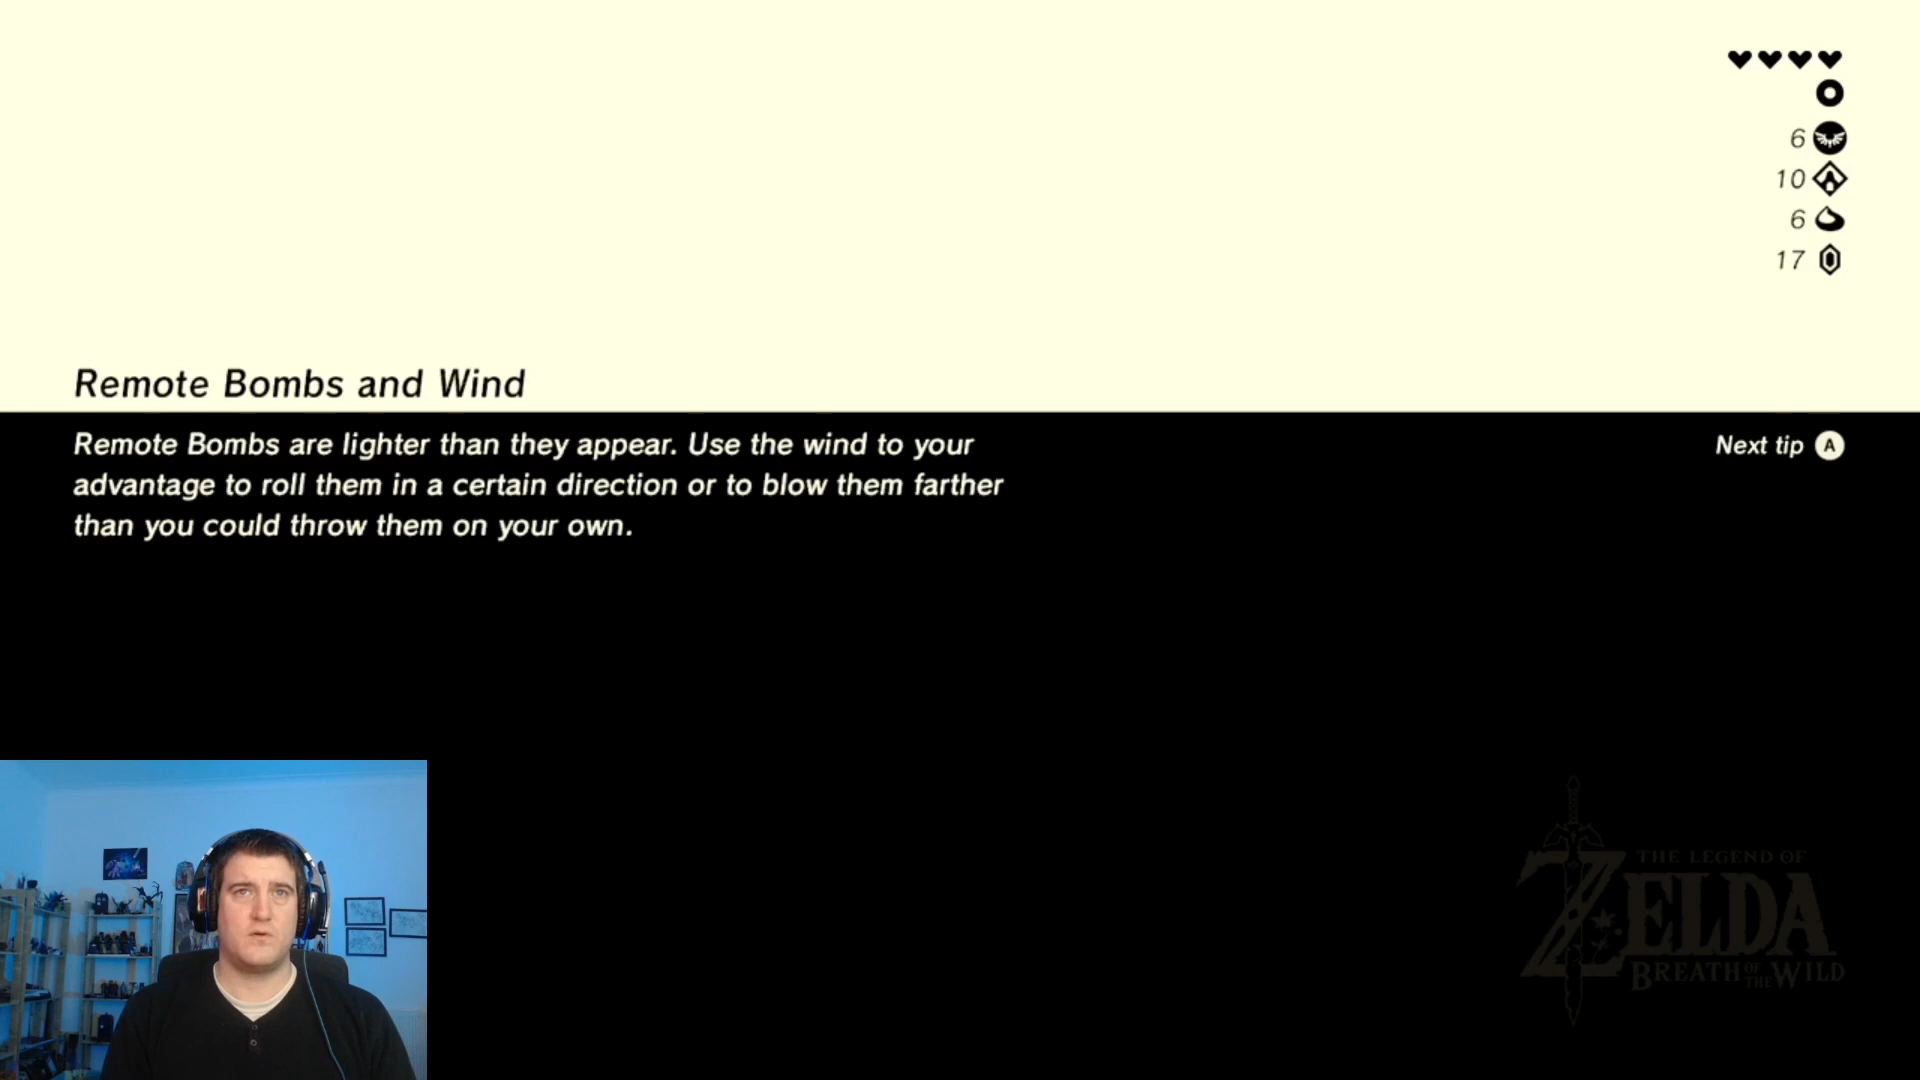 6
10
6
17
Remote Bombs and Wind
Remote Bombs are lighter than they appear. Use the wind to your
advantage to roll them in a certain direction or to blow them farther
than you could throw them on your own.
Next tip A
THE LEGEND OF
ZELDA
BREATH OF THE WILD